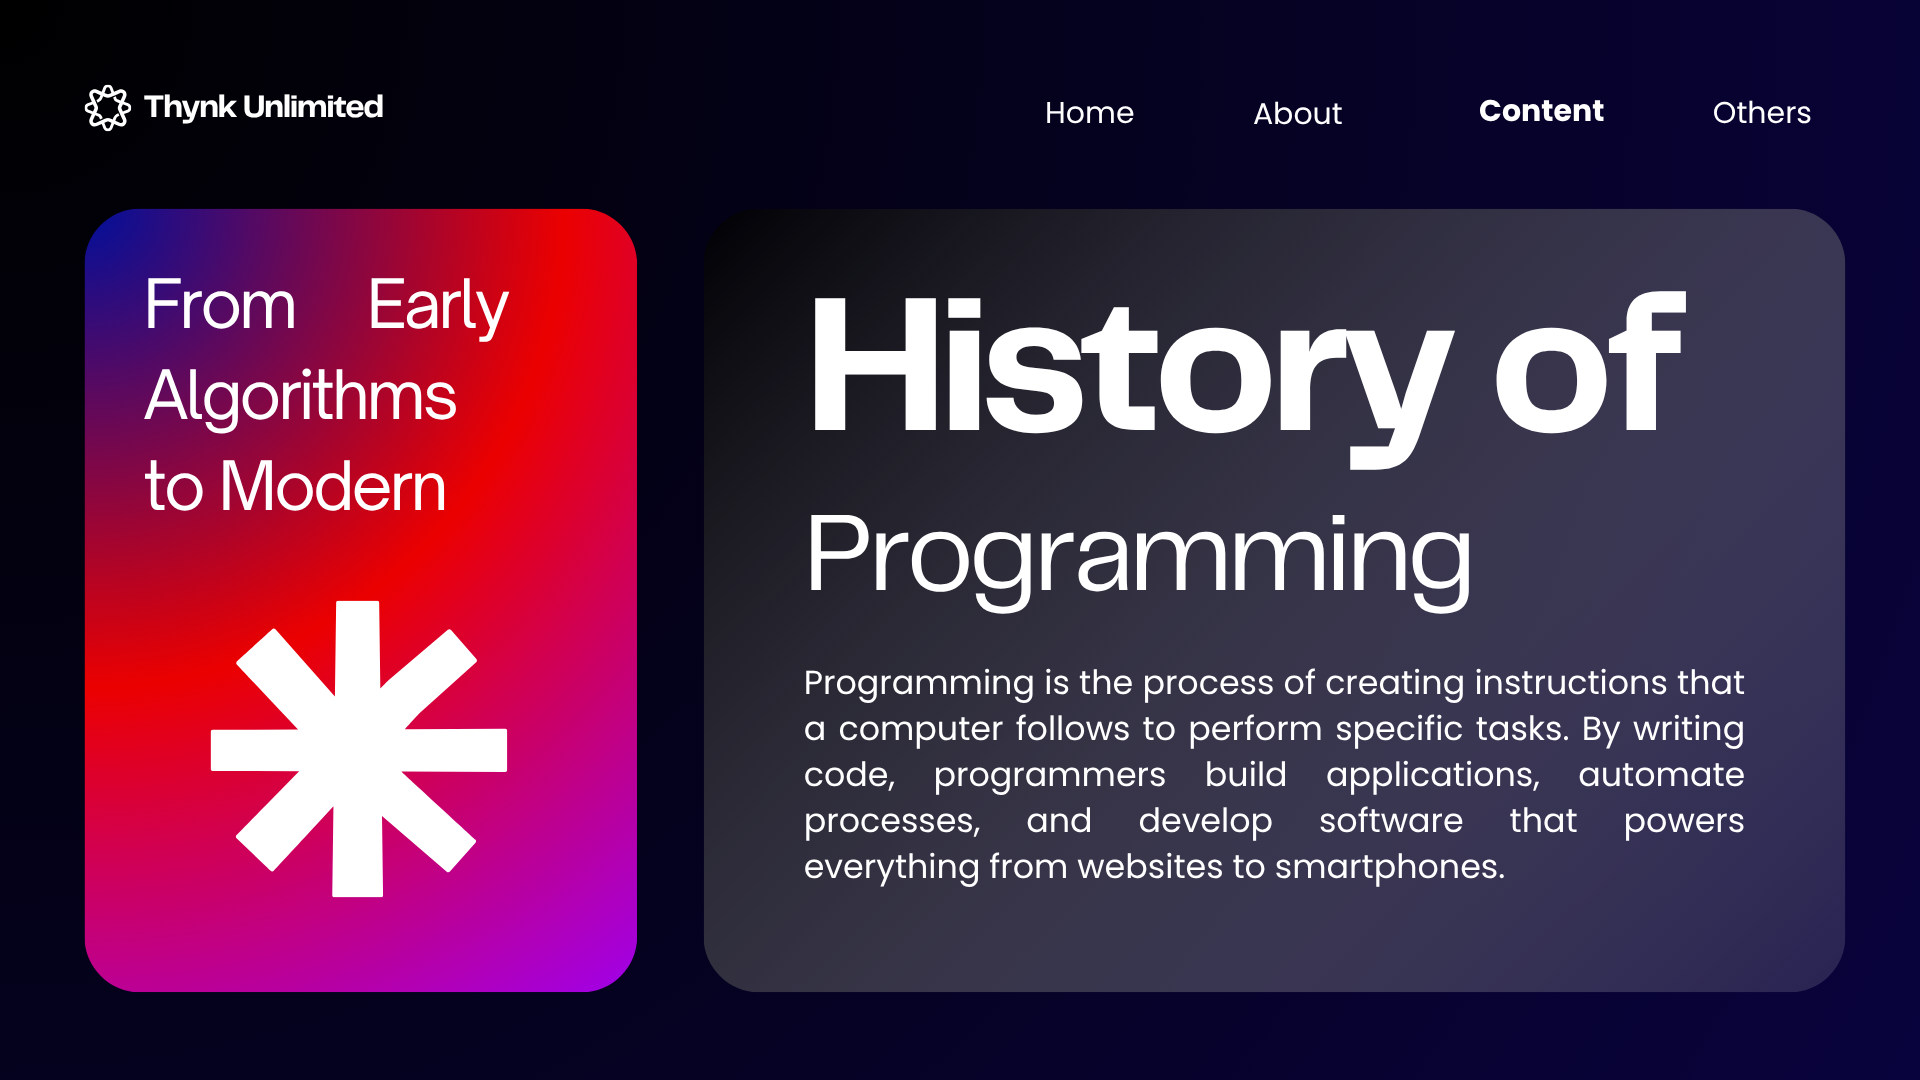 Thynk Unlimited
Home About Content Others
From Early
Algorithms
to Modern
History of
Programming
Programming is the process of creating instructions that
a computer follows to perform specific tasks. By writing
code, programmers build applications, automate
processes, and develop software that powers
everything from websites to smartphones.